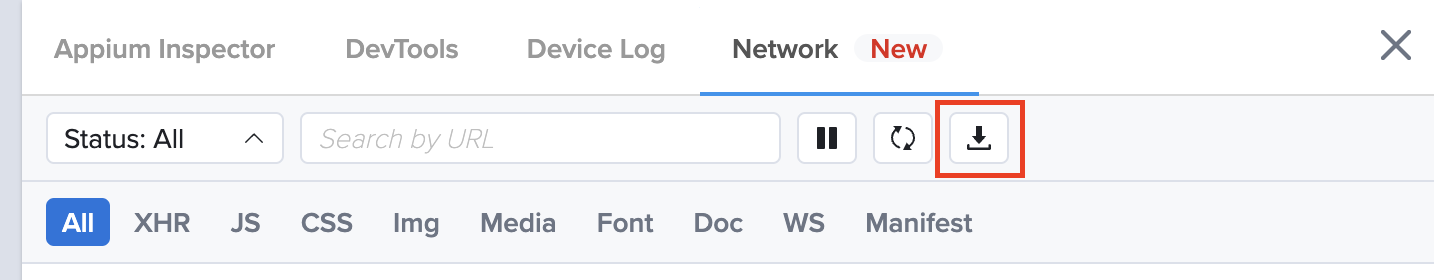 Appium Inspector DevTools Device Log Network New
Status: All Search by URL
All XHR JS CSS Img Media Font Doc WS Manifest